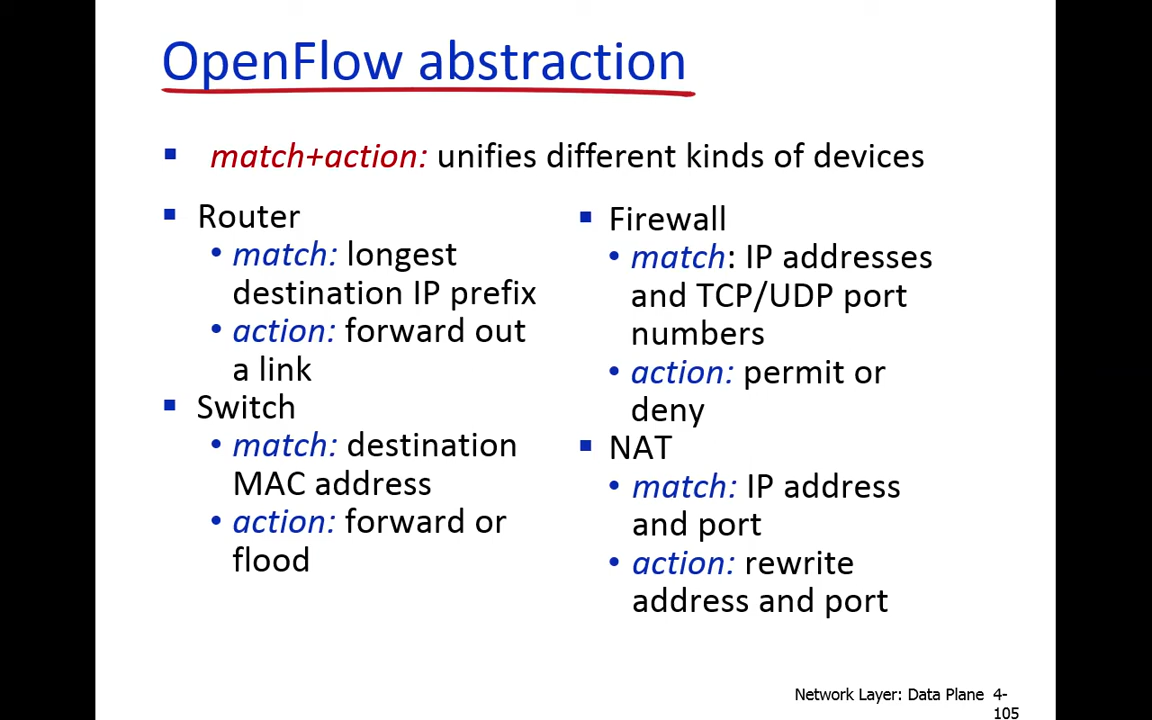 OpenFlow abstraction
▪ match+action: unifies different kinds of devices
▪ Router
• match: longest
destination IP prefix
• action: forward out
a link
▪ Switch
• match: destination
MAC address
• action: forward or
flood
▪ Firewall
• match: IP addresses
and TCP/UDP port
numbers
• action: permit or
deny
▪ NAT
• match: IP address
and port
• action: rewrite
address and port
Network Layer: Data Plane 4-
105